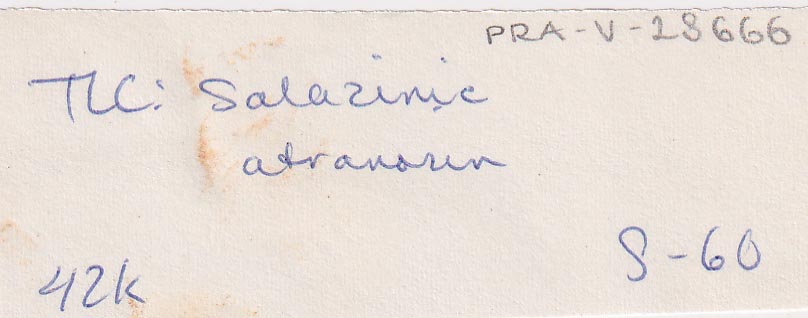 PRA-V-28666
TLC: Salazinic
atranorin
S-60
42K